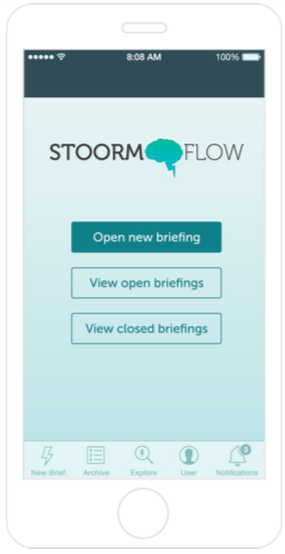 8:08 AM 100%
STOORM FLOW
Open new briefing
View open briefings
View closed briefings
3
New Brief. Archive Explore User Notifications